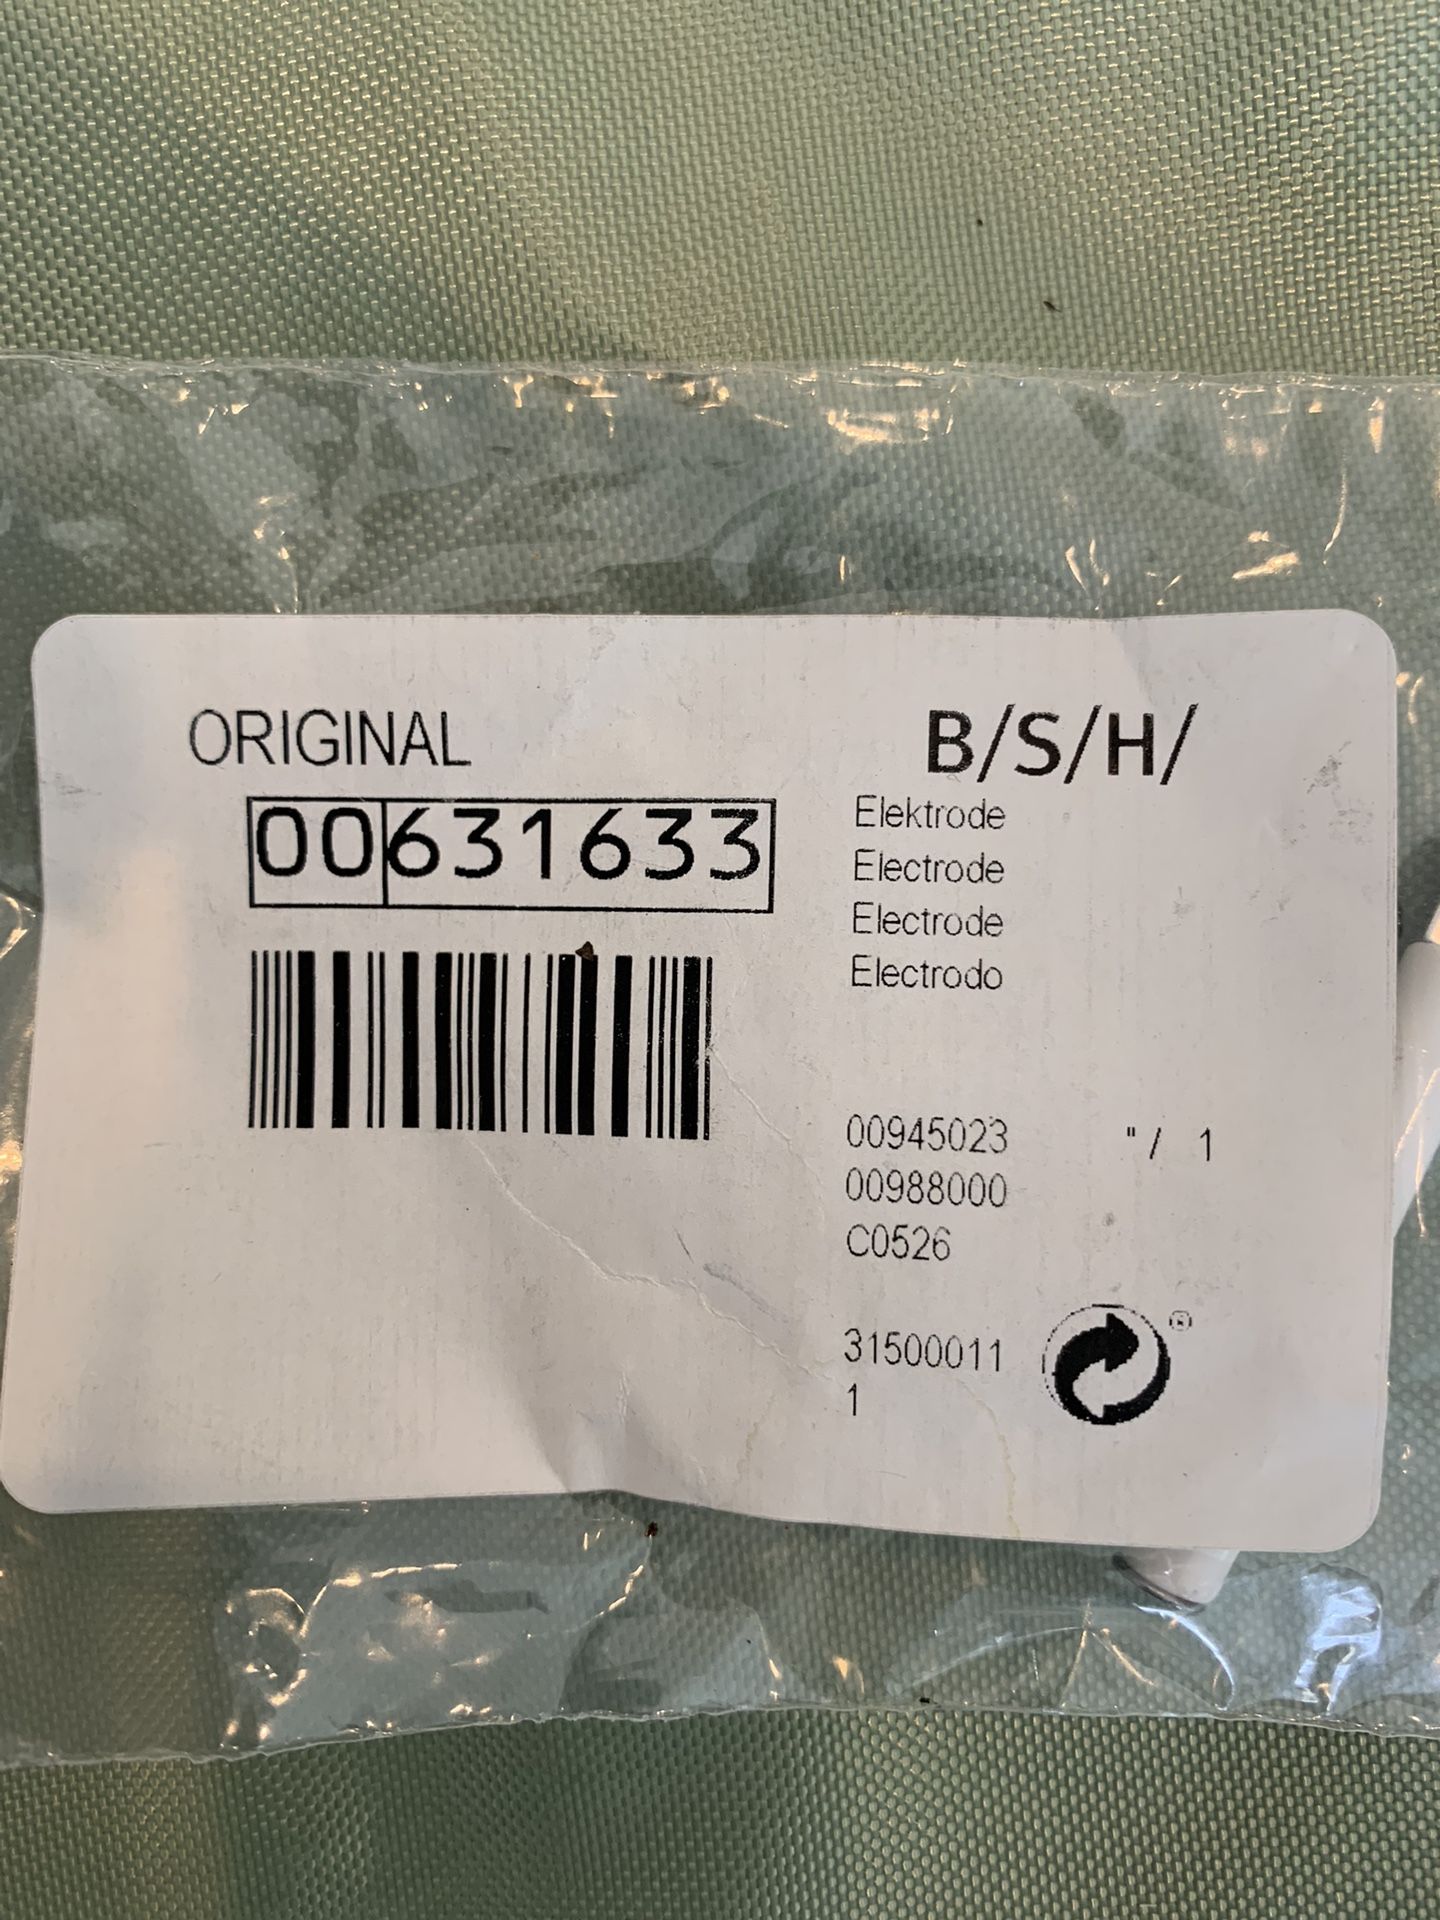 ORIGINAL
B/S/H/
00631633
Elektrode
Electrode
Electrode
Electrodo
00945023 "/ 1
00988000
C0526
31500011
1